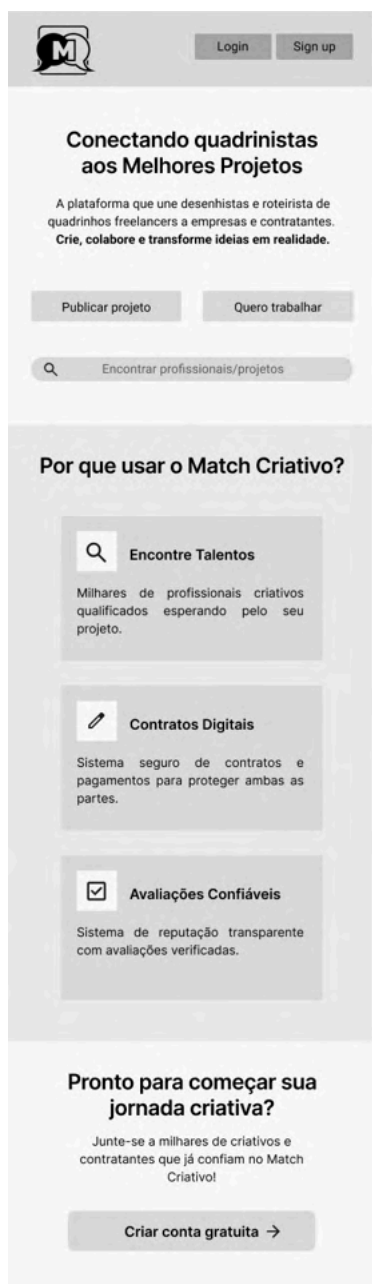 M
Login
Sign up
Conectando quadrinistas
aos Melhores Projetos
A plataforma que une desenhistas e roteirista de
quadrinhos freelancers a empresas e contratantes.
Crie, colabore e transforme ideias em realidade.
Publicar projeto
Quero trabalhar
Encontrar profissionais/projetos
Por que usar o Match Criativo?
Encontre Talentos
Milhares de profissionais criativos
qualificados esperando pelo seu
projeto.
Contratos Digitais
Sistema seguro de contratos e
pagamentos para proteger ambas as
partes.
Avaliações Confiáveis
Sistema de reputação transparente
com avaliações verificadas.
Pronto para começar sua
jornada criativa?
Junte-se a milhares de criativos e
contratantes que já confiam no Match
Criativo!
Criar conta gratuita →